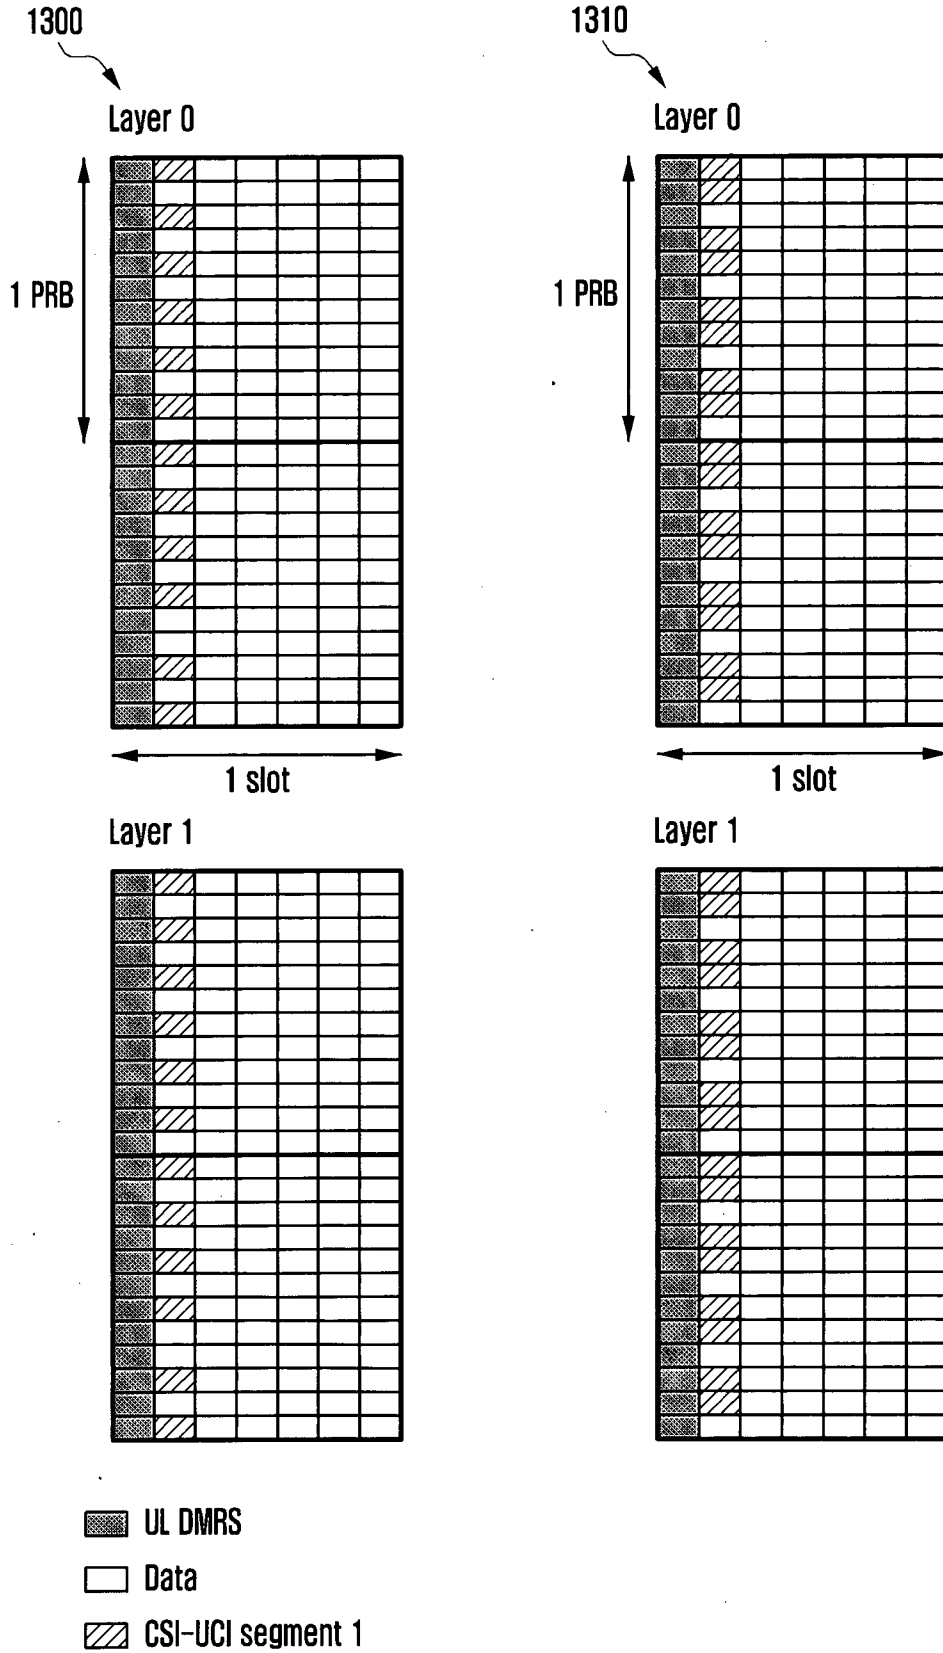 1300
Layer 0
1 PRB
1 slot
Layer 1
1310
Layer 0
1 PRB
1 slot
Layer 1
UL DMRS
Data
CSI-UCI segment 1